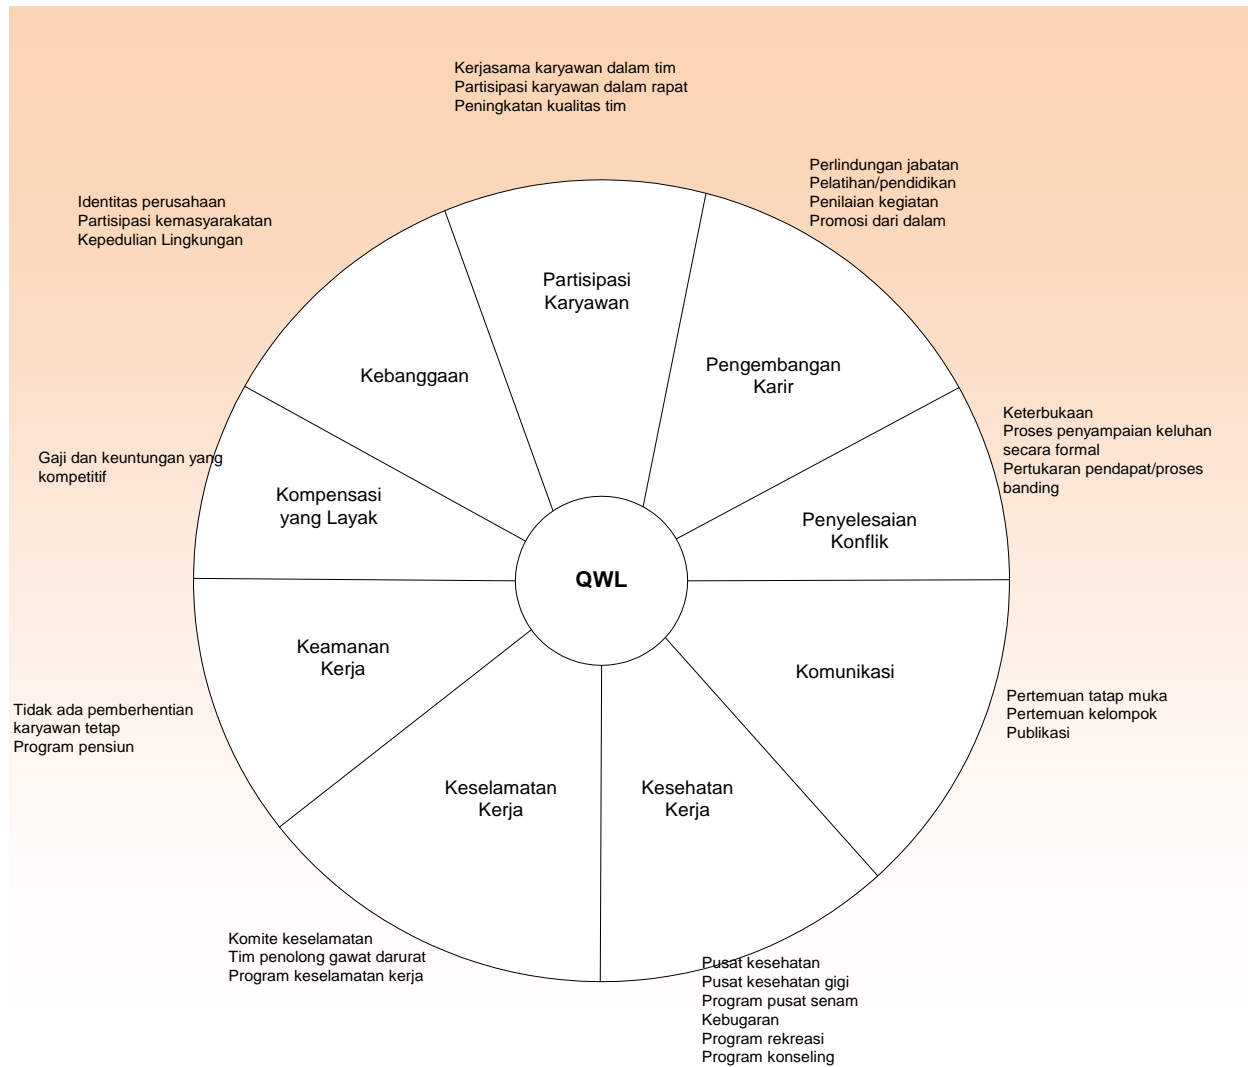 Kerjasama karyawan dalam tim
Partisipasi karyawan dalam rapat
Peningkatan kualitas tim
Perlindungan jabatan
Pelatihan/pendidikan
Penilaian kegiatan
Promosi dari dalam
Identitas perusahaan
Partisipasi kemasyarakatan
Kepedulian Lingkungan
Partisipasi
Karyawan
Kebanggaan
Pengembangan
Karir
Keterbukaan
Proses penyampaian keluhan
secara formal
Pertukaran pendapat/proses
banding
Gaji dan keuntungan yang
kompetitif
Kompensasi
yang Layak
Penyelesaian
Konflik
QWL
Keamanan
Kerja
Komunikasi
Tidak ada pemberhentian
karyawan tetap
Program pensiun
Pertemuan tatap muka
Pertemuan kelompok
Publikasi
Keselamatan
Kerja
Kesehatan
Kerja
Komite keselamatan
Tim penolong gawat darurat
Program keselamatan kerja
Pusat kesehatan
Pusat kesehatan gigi
Program pusat senam
Kebugaran
Program rekreasi
Program konseling